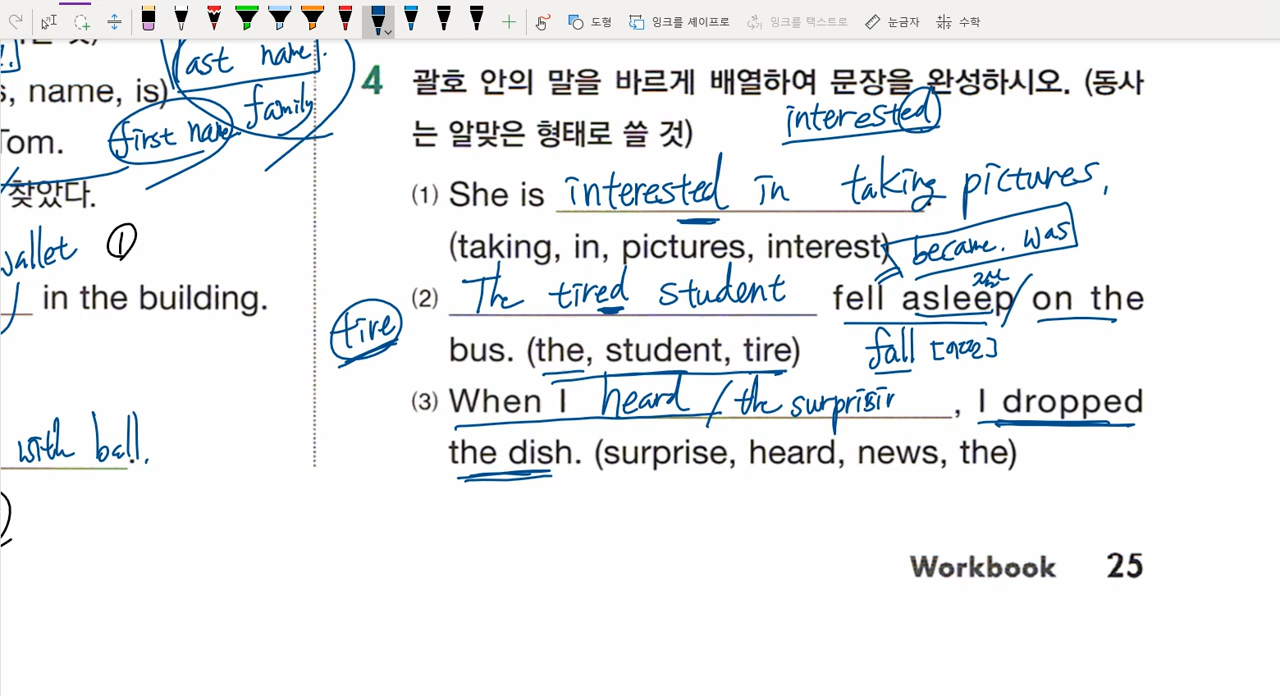 도형 잉크를 셰이프로 잉크를 텍스트로 눈금자 수학
last name.
s, name, is)
first name family
Tom.
찾았다.
wallet ①
in the building.
with ball.
4 괄호 안의 말을 바르게 배열하여 문장을 완성하시오. (동사
는 알맞은 형태로 쓸 것)
interested
(1) She is interested in taking pictures.
(taking, in, pictures, interest)
became. was
(2) The tired student fell asleep / on the
tire
bus. (the, student, tire)
fall
(3) When I heard / the surprisir , I dropped
the dish. (surprise, heard, news, the)
Workbook 25